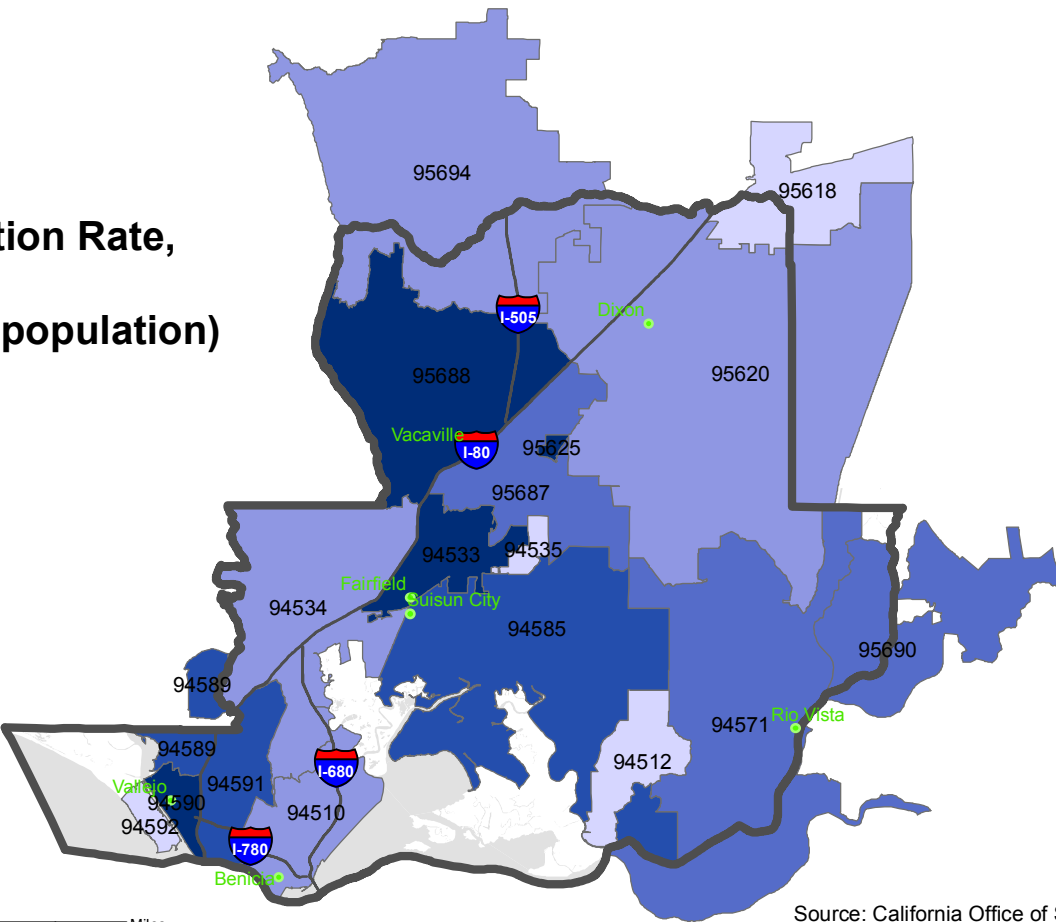 95694
95618
tion Rate,
population)
I-505
Dixon
95688
95620
Vacaville
I-80
95625
95687
94533
94535
Fairfield
Suisun City
94534
94585
95690
94589
94571
Rio Vista
94589
94591
I-680
94512
Vallejo
94590
94510
94592
I-780
Benicia
Miles
Source: California Office of S